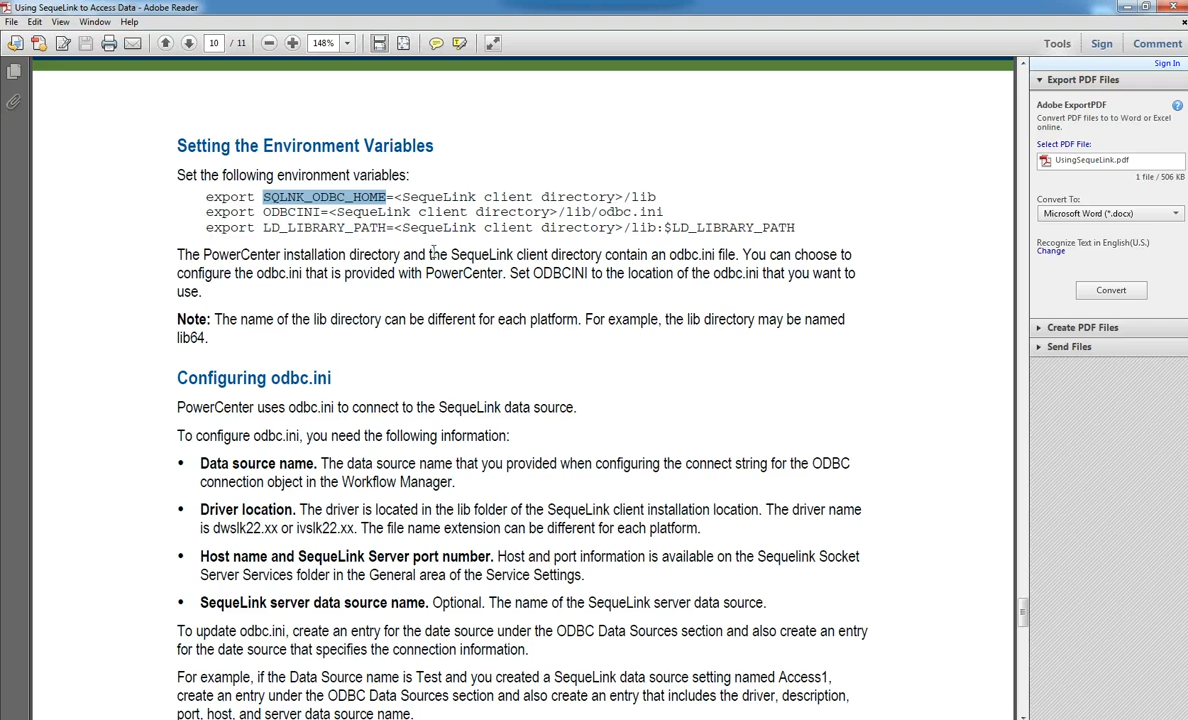 Using SequeLink to Access Data - Adobe Reader
File Edit View Window Help
10 / 11 148% Tools Sign Comment
Sign In
Export PDF Files
Adobe ExportPDF
Convert PDF files to to Word or Excel
online.
Select PDF File:
UsingSequeLink.pdf
1 file / 506 KB
Convert To:
Microsoft Word (*.docx)
Recognize Text in English(U.S.)
Change
Convert
Create PDF Files
Send Files
Setting the Environment Variables
Set the following environment variables:
export SQLNK_ODBC_HOME=<SequeLink client directory>/lib
export ODBCINI=<SequeLink client directory>/lib/odbc.ini
export LD_LIBRARY_PATH=<SequeLink client directory>/lib:$LD_LIBRARY_PATH
The PowerCenter installation directory and the SequeLink client directory contain an odbc.ini file. You can choose to
configure the odbc.ini that is provided with PowerCenter. Set ODBCINI to the location of the odbc.ini that you want to
use.
Note: The name of the lib directory can be different for each platform. For example, the lib directory may be named
lib64.
Configuring odbc.ini
PowerCenter uses odbc.ini to connect to the SequeLink data source.
To configure odbc.ini, you need the following information:
• Data source name. The data source name that you provided when configuring the connect string for the ODBC
connection object in the Workflow Manager.
• Driver location. The driver is located in the lib folder of the SequeLink client installation location. The driver name
is dwslk22.xx or ivslk22.xx. The file name extension can be different for each platform.
• Host name and SequeLink Server port number. Host and port information is available on the Sequelink Socket
Server Services folder in the General area of the Service Settings.
• SequeLink server data source name. Optional. The name of the SequeLink server data source.
To update odbc.ini, create an entry for the date source under the ODBC Data Sources section and also create an entry
for the date source that specifies the connection information.
For example, if the Data Source name is Test and you created a SequeLink data source setting named Access1,
create an entry under the ODBC Data Sources section and also create an entry that includes the driver, description,
port, host, and server data source name.